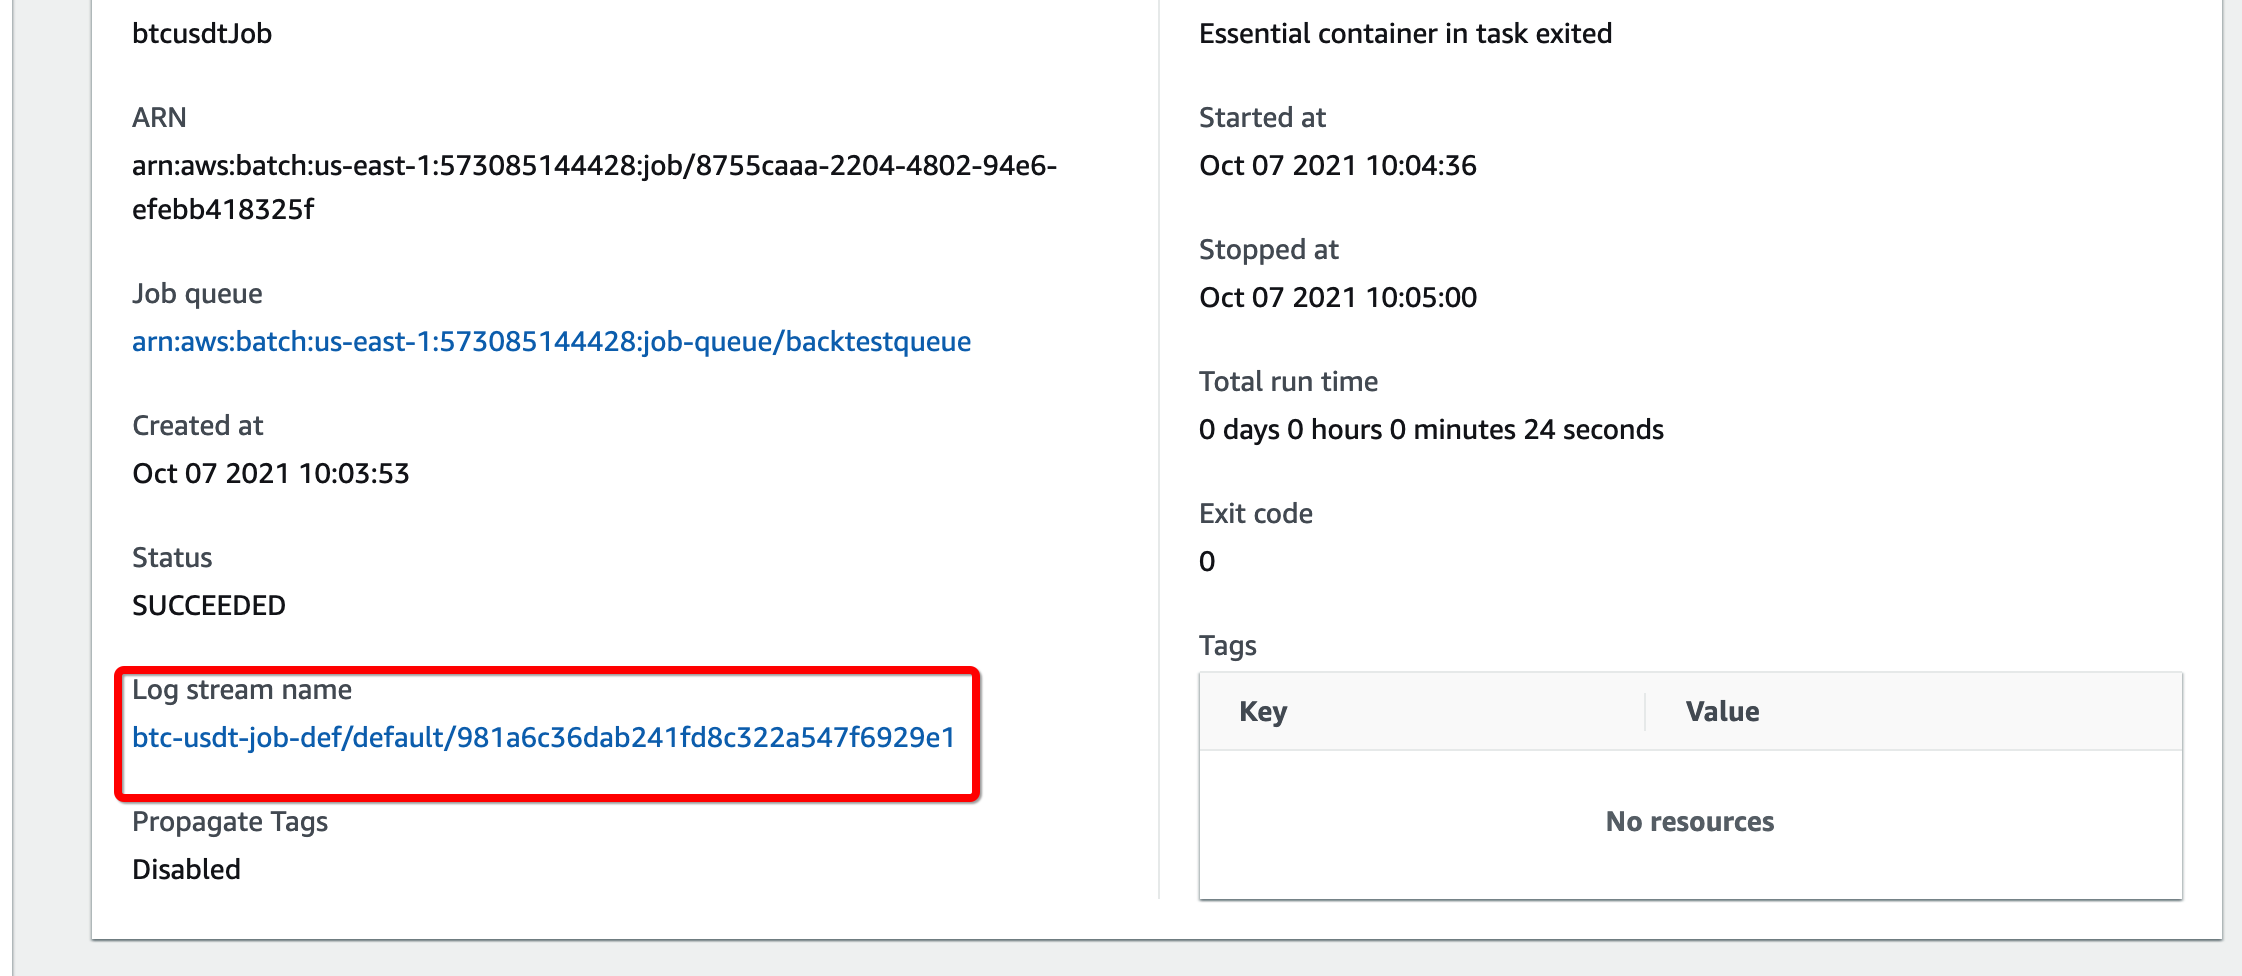 btcusdtJob
ARN
arn:aws:batch:us-east-1:573085144428:job/8755caaa-2204-4802-94e6-
efebb418325f
Job queue
arn:aws:batch:us-east-1:573085144428:job-queue/backtestqueue
Created at
Oct 07 2021 10:03:53
Status
SUCCEEDED
Log stream name
btc-usdt-job-def/default/981a6c36dab241fd8c322a547f6929e1
Propagate Tags
Disabled
Essential container in task exited
Started at
Oct 07 2021 10:04:36
Stopped at
Oct 07 2021 10:05:00
Total run time
0 days 0 hours 0 minutes 24 seconds
Exit code
0
Tags
Key Value
No resources